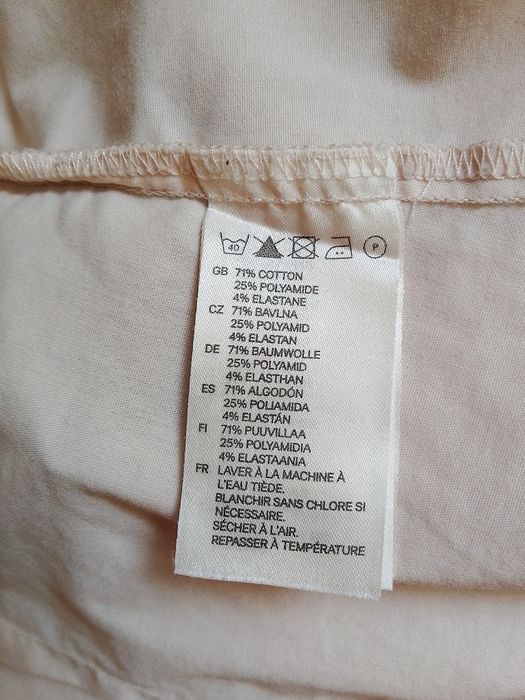 40 P
GB 71% COTTON
25% POLYAMIDE
4% ELASTANE
CZ 71% BAVLNA
25% POLYAMID
4% ELASTAN
DE 71% BAUMWOLLE
25% POLYAMID
4% ELASTHAN
ES 71% ALGODÓN
25% POLIAMIDA
4% ELASTÁN
FI 71% PUUVILLAA
25% POLYAMIDIA
4% ELASTAANIA
FR LAVER À LA MACHINE À
L'EAU TIÈDE.
BLANCHIR SANS CHLORE SI
NÉCESSAIRE.
SÉCHER À L'AIR.
REPASSER À TEMPÉRATURE